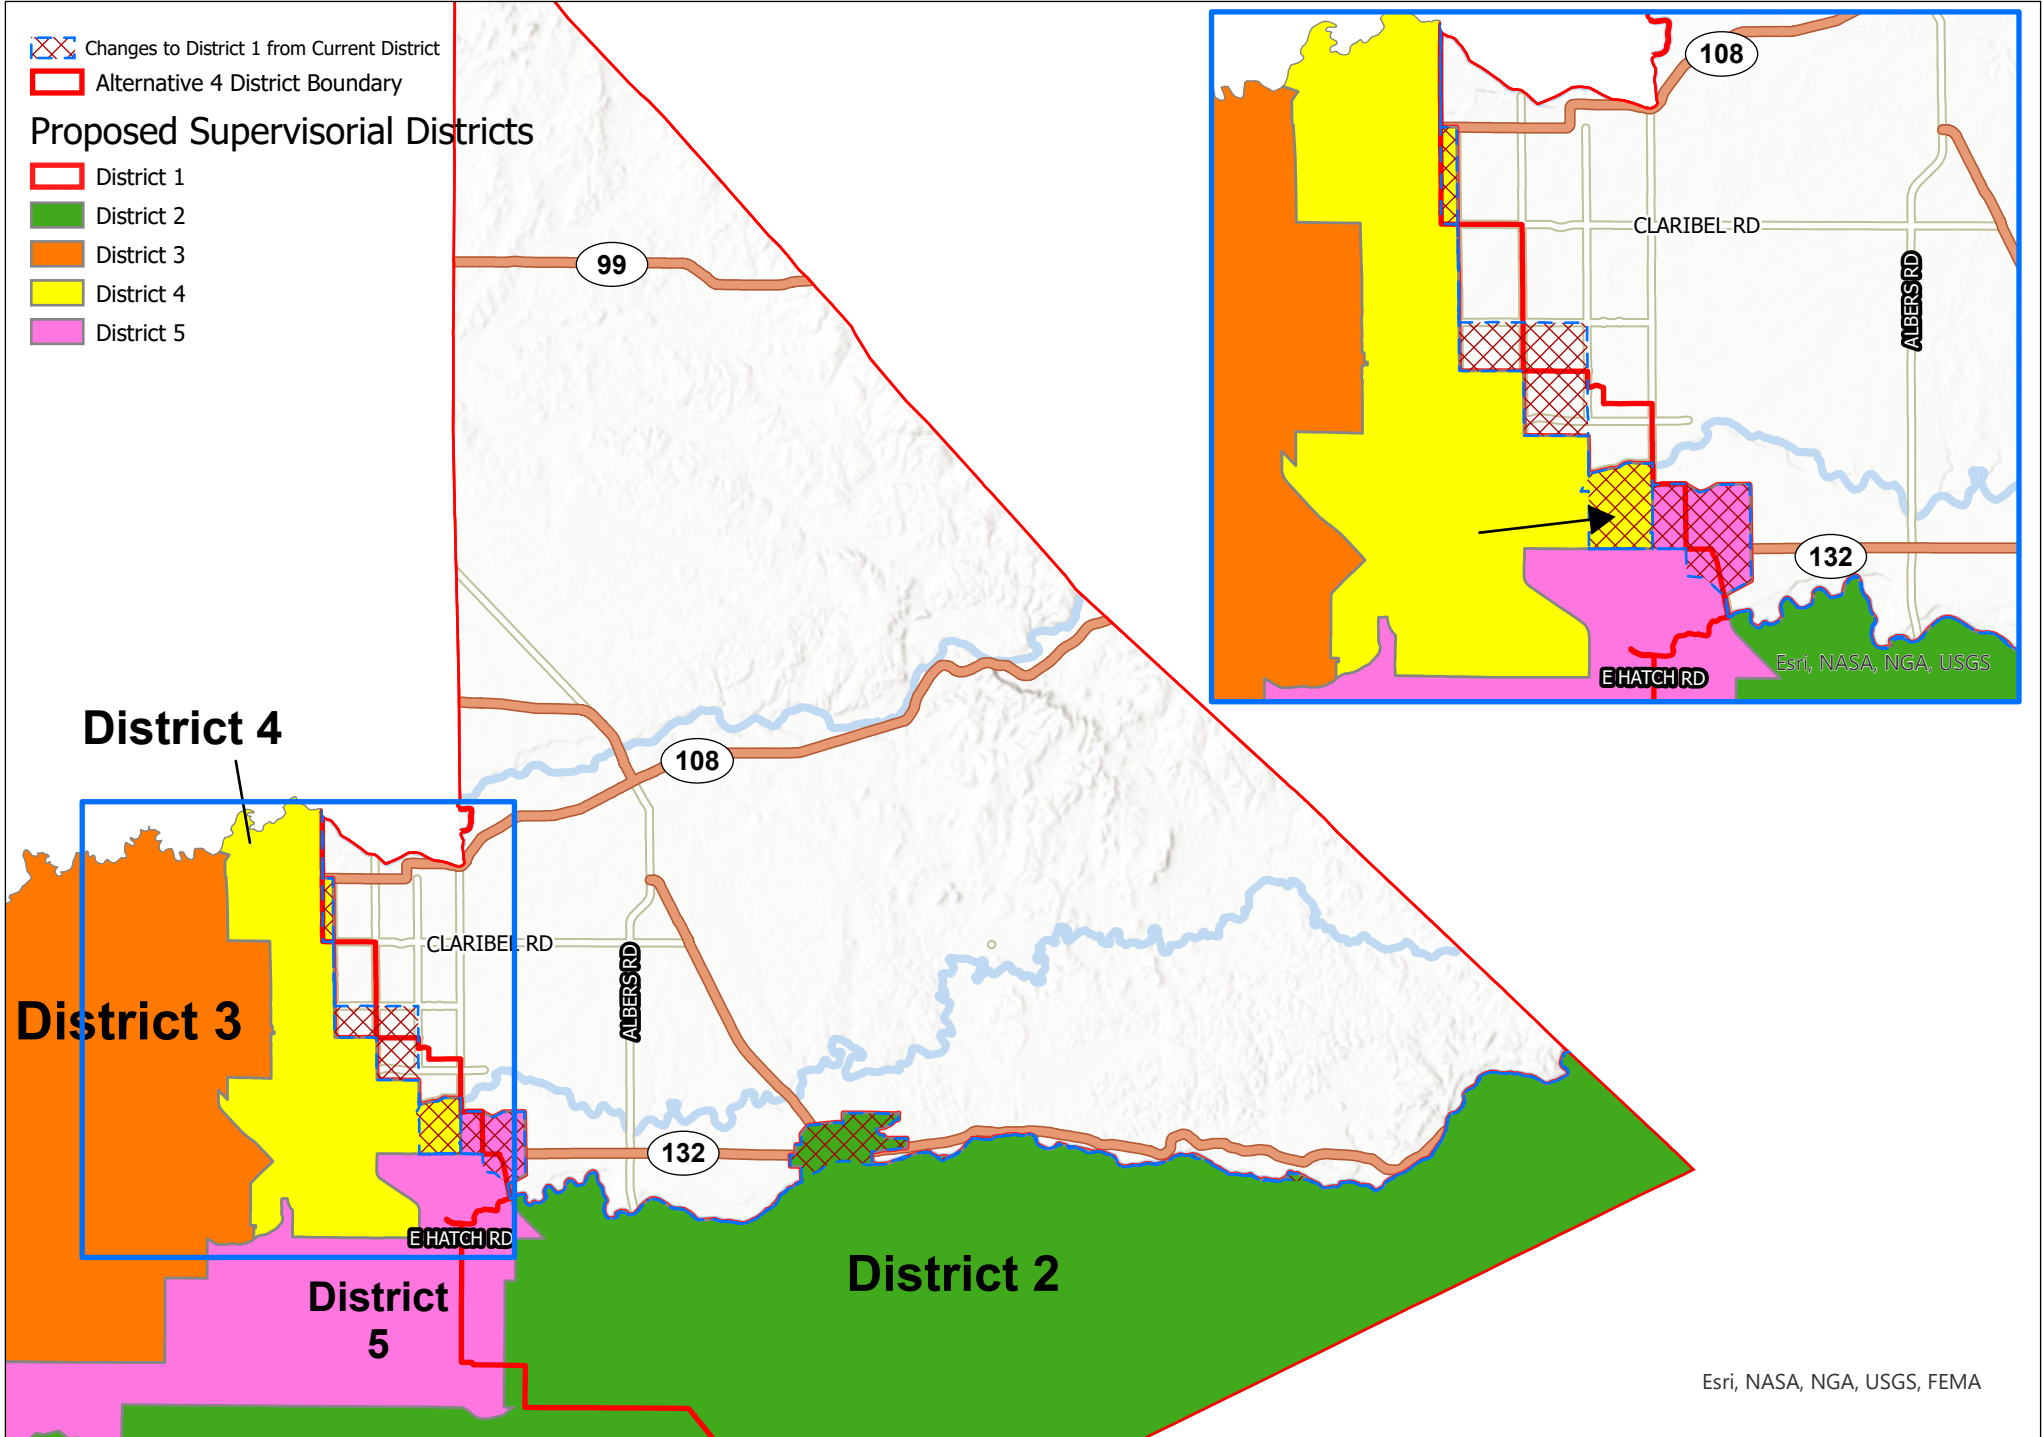 Changes to District 1 from Current District
Alternative 4 District Boundary
Proposed Supervisorial Districts
District 1
District 2
District 3
District 4
District 5
108
CLARIBEL RD
ALBERS RD
132
Esri, NASA, NGA, USGS
E HATCH RD
99
District 4
108
CLARIBEL RD
District 3
ALBERS RD
132
E HATCH RD
District 2
District
5
Esri, NASA, NGA, USGS, FEMA